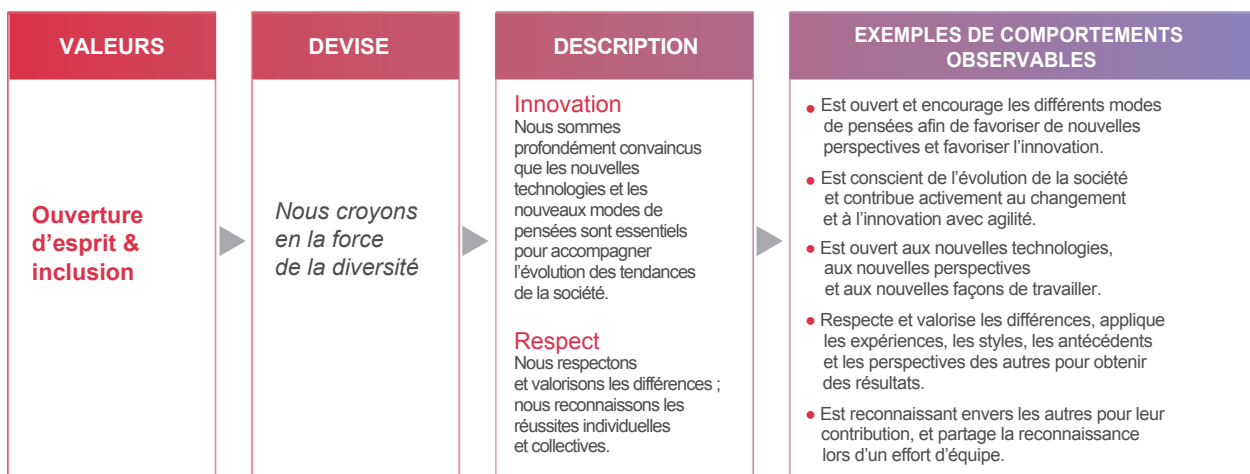 VALEURS
DEVISE
DESCRIPTION
EXEMPLES DE COMPORTEMENTS
OBSERVABLES
Ouverture
d’esprit &
inclusion
Nous croyons
en la force
de la diversité
Innovation
Nous sommes
profondément convaincus
que les nouvelles
technologies et les
nouveaux modes de
pensées sont essentiels
pour accompagner
l’évolution des tendances
de la société.
Respect
Nous respectons
et valorisons les différences ;
nous reconnaissons les
réussites individuelles
et collectives.
• Est ouvert et encourage les différents modes
de pensées afin de favoriser de nouvelles
perspectives et favoriser l’innovation.
• Est conscient de l’évolution de la société
et contribue activement au changement
et à l’innovation avec agilité.
• Est ouvert aux nouvelles technologies,
aux nouvelles perspectives
et aux nouvelles façons de travailler.
• Respecte et valorise les différences, applique
les expériences, les styles, les antécédents
et les perspectives des autres pour obtenir
des résultats.
• Est reconnaissant envers les autres pour leur
contribution, et partage la reconnaissance
lors d’un effort d’équipe.